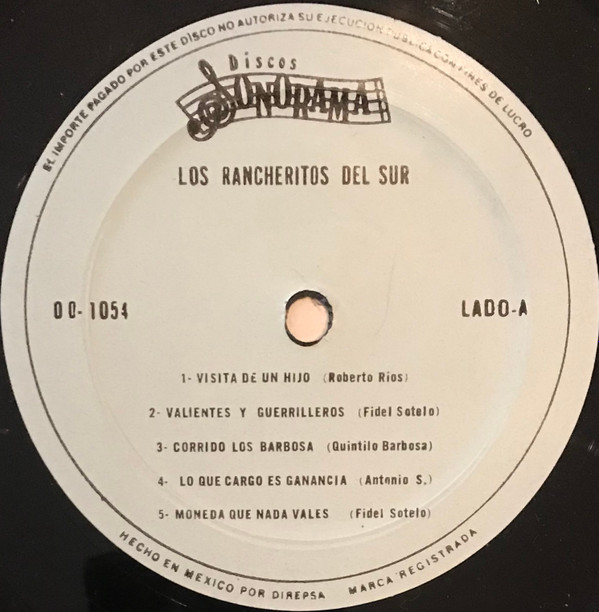 EL IMPORTE PAGADO POR ESTE DISCO NO AUTORIZA SU EJECUCION PUBLICA CON FINES DE LUCRO
Discos
SONORAMA
LOS RANCHERITOS DEL SUR
OO-1054
LADO-A
1- VISITA DE UN HIJO (Roberto Rios)
2- VALIENTES Y GUERRILLEROS (Fidel Sotelo)
3- CORRIDO LOS BARBOSA (Quintilo Barbosa)
4- LO QUE CARGO ES GANANCIA (Antonio S.)
5- MONEDA QUE NADA VALES (Fidel Sotelo)
HECHO EN MEXICO POR DIREPSA MARCA REGISTRADA